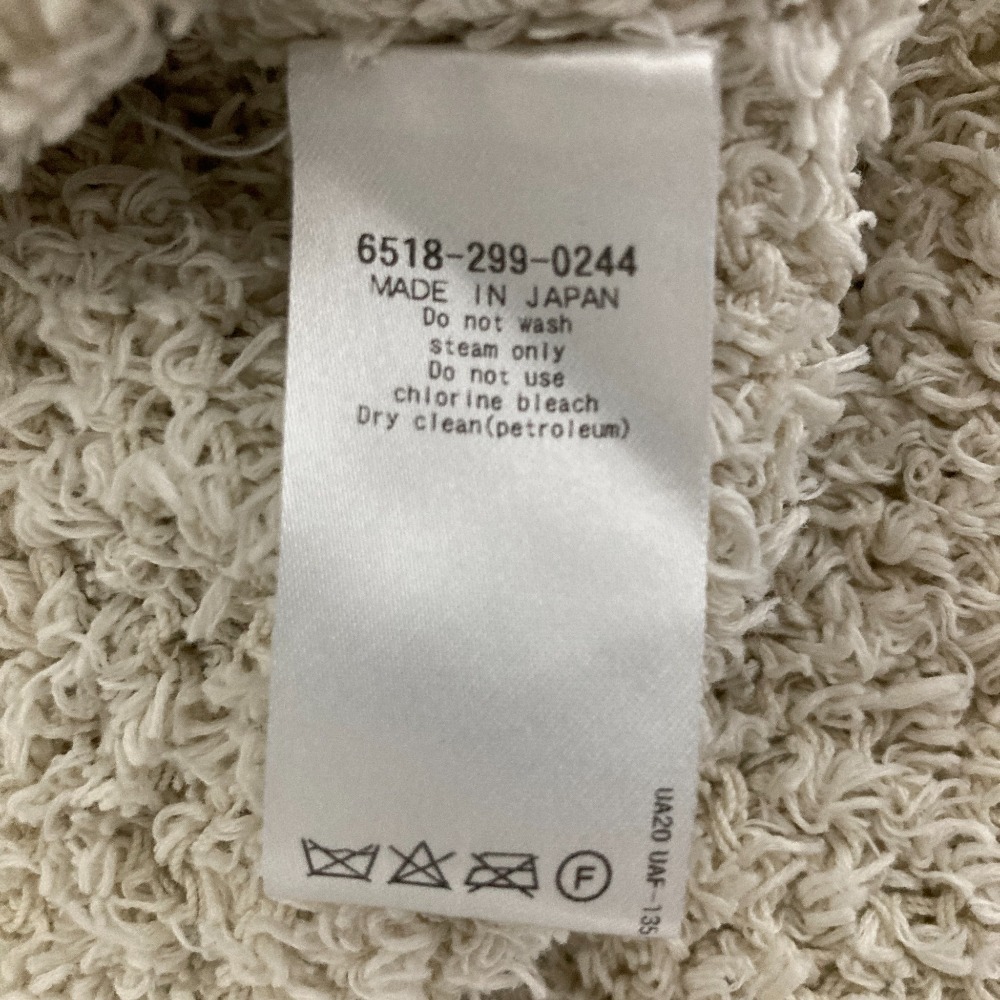 6518-299-0244
MADE IN JAPAN
Do not wash
steam only
Do not use
chlorine bleach
Dry clean(petroleum)
F
UA20 UAF-135